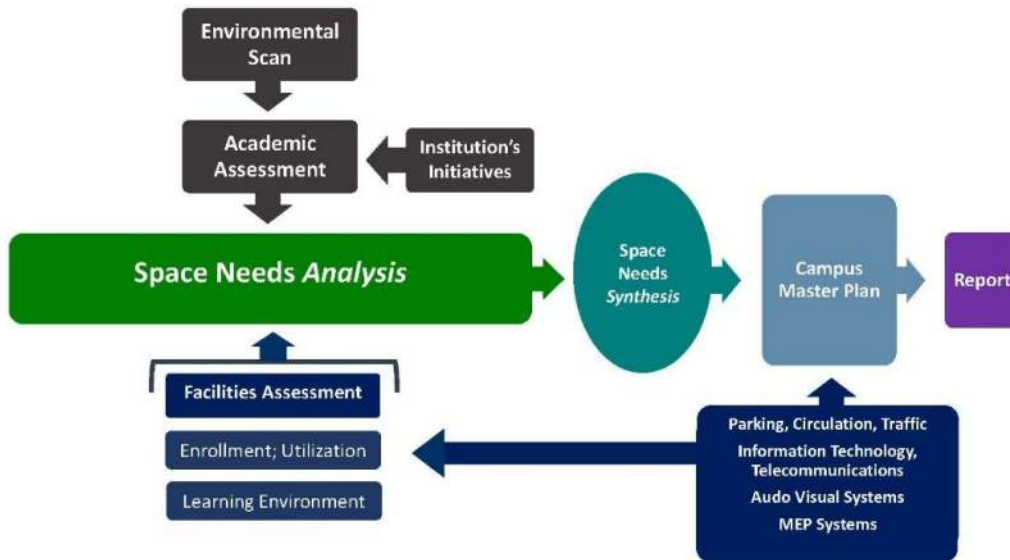 Environmental
Scan
Academic
Assessment
Institution's
Initiatives
Space Needs Analysis
Space
Needs
Synthesis
Campus
Master Plan
Report
Facilities Assessment
Enrollment; Utilization
Learning Environment
Parking, Circulation, Traffic
Information Technology,
Telecommunications
Audo Visual Systems
MEP Systems